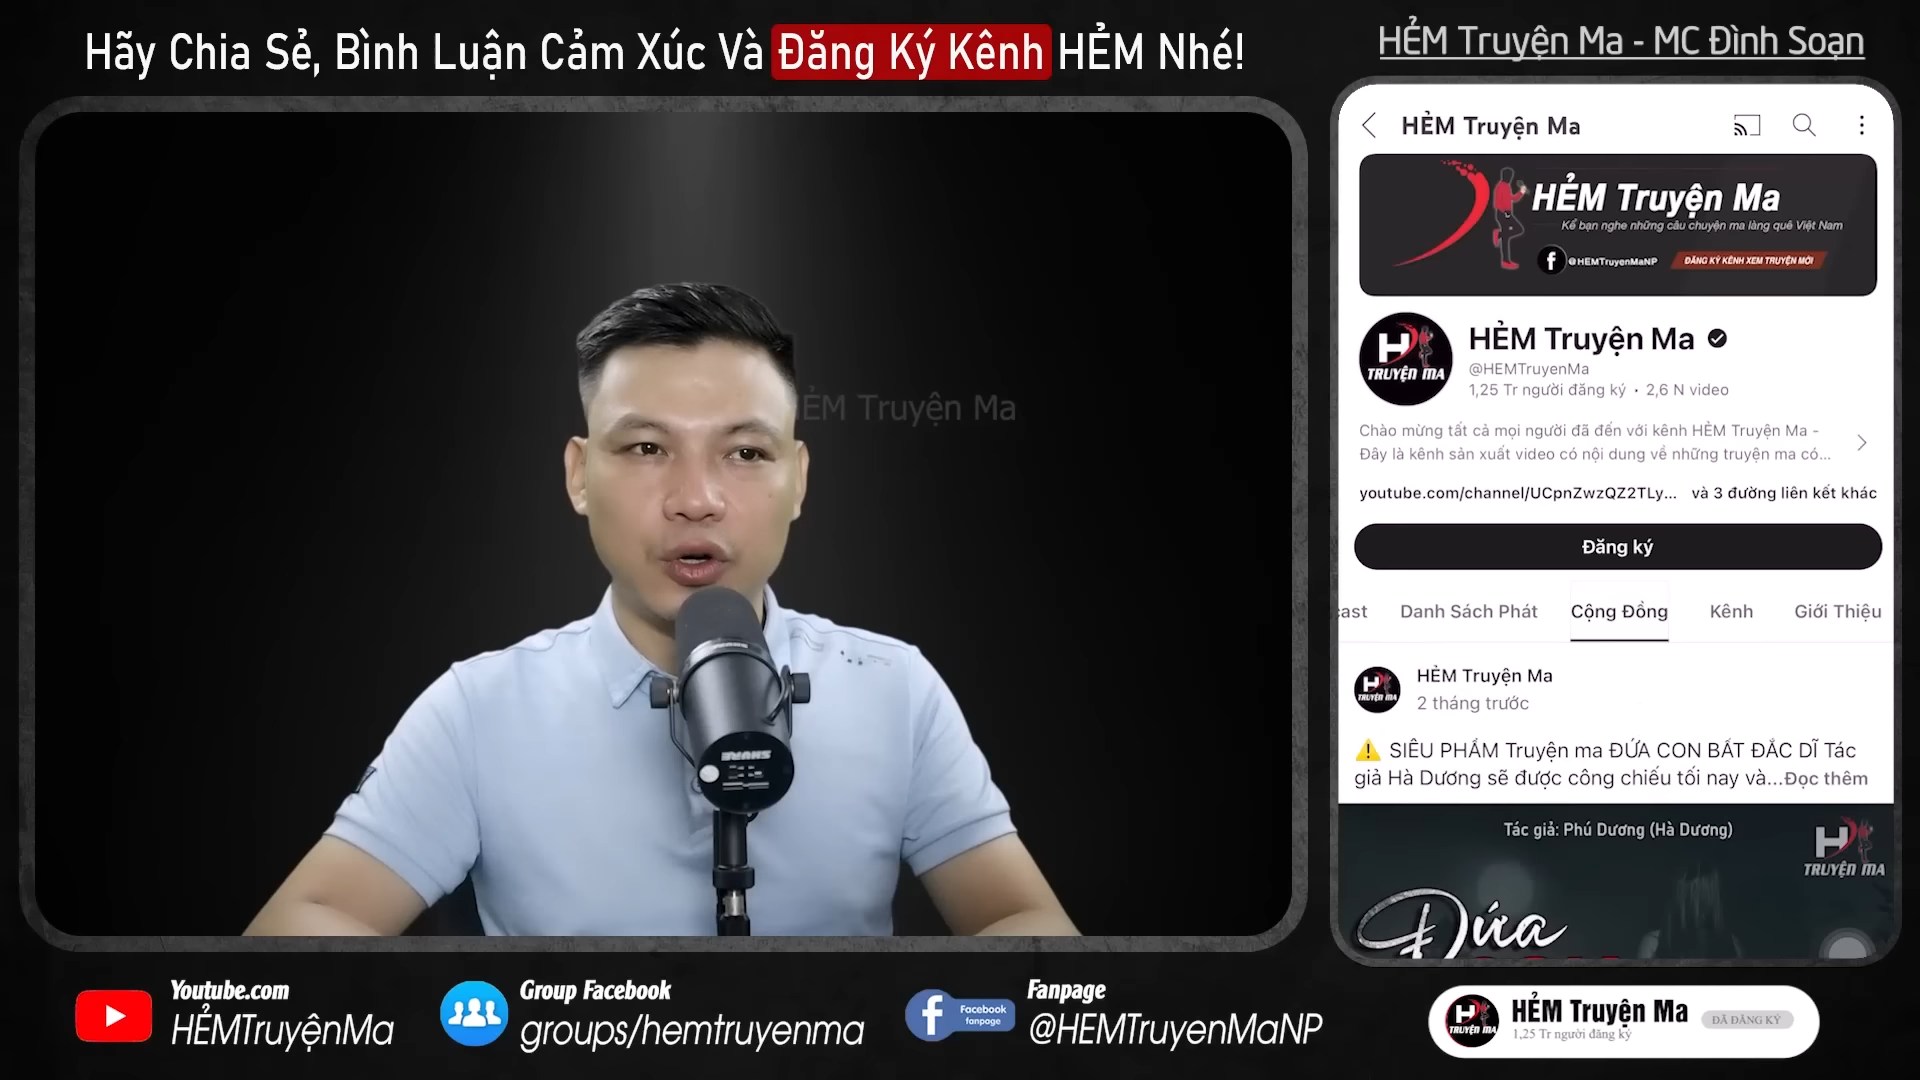 Hãy Chia Sẻ, Bình Luận Cảm Xúc Và Đăng Ký Kênh HẺM Nhé!
HẺM Truyện Ma - MC Đình Soạn
HẺM Truyện Ma
HẺM Truyện Ma
Kể bạn nghe những câu chuyện ma làng quê Việt Nam
@HEMTruyenMaNP
ĐĂNG KÝ KÊNH XEM TRUYỆN MỚI
H
TRUYỆN MA
HẺM Truyện Ma
@HEMTruyenMa
1,25 Tr người đăng ký • 2,6 N video
Chào mừng tất cả mọi người đã đến với kênh HẺM Truyện Ma -
Đây là kênh sản xuất video có nội dung về những truyện ma có...
youtube.com/channel/UCpnZwzQZ2TLy... và 3 đường liên kết khác
Đăng ký
cast Danh Sách Phát Cộng Đồng Kênh Giới Thiệu
H
TRUYỆN MA
HẺM Truyện Ma
2 tháng trước
SIÊU PHẨM Truyện ma ĐỨA CON BẤT ĐẮC DĨ Tác
giả Hà Dương sẽ được công chiếu tối nay và...Đọc thêm
Tác giả: Phú Dương (Hà Dương)
H
TRUYỆN MA
Đứa
HẺM Truyện Ma
SHURE
Youtube.com
HẺMTruyệnMa
Group Facebook
groups/hemtruyenma
Facebook
fanpage
Fanpage
@HEMTruyenMaNP
H
TRUYỆN MA
HẺM Truyện Ma
1,25 Tr người đăng ký
ĐÃ ĐĂNG KÝ